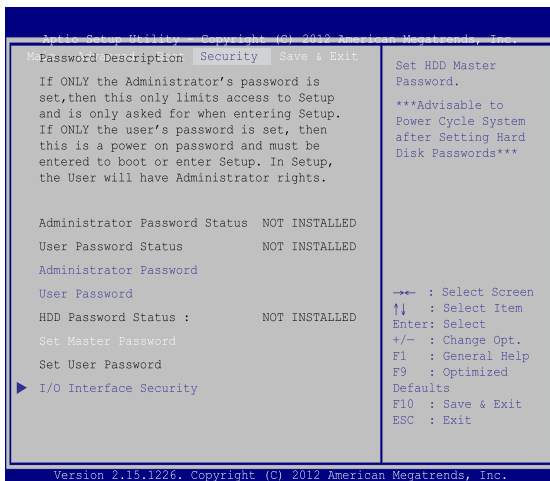 Aptio Setup Utility - Copyright (C) 2012 American Megatrends, Inc.
Main Advanced Boot Security Save & Exit
Password Description
If ONLY the Administrator's password is
set,then this only limits access to Setup
and is only asked for when entering Setup.
If ONLY the user's password is set, then
this is a power on password and must be
entered to boot or enter Setup. In Setup,
the User will have Administrator rights.
Administrator Password Status NOT INSTALLED
User Password Status NOT INSTALLED
Administrator Password
User Password
HDD Password Status : NOT INSTALLED
Set Master Password
Set User Password
I/O Interface Security
Set HDD Master
Password.
***Advisable to
Power Cycle System
after Setting Hard
Disk Passwords***
→← : Select Screen
↑↓ : Select Item
Enter: Select
+/— : Change Opt.
F1 : General Help
F9 : Optimized
Defaults
F10 : Save & Exit
ESC : Exit
Version 2.15.1226. Copyright (C) 2012 American Megatrends, Inc.